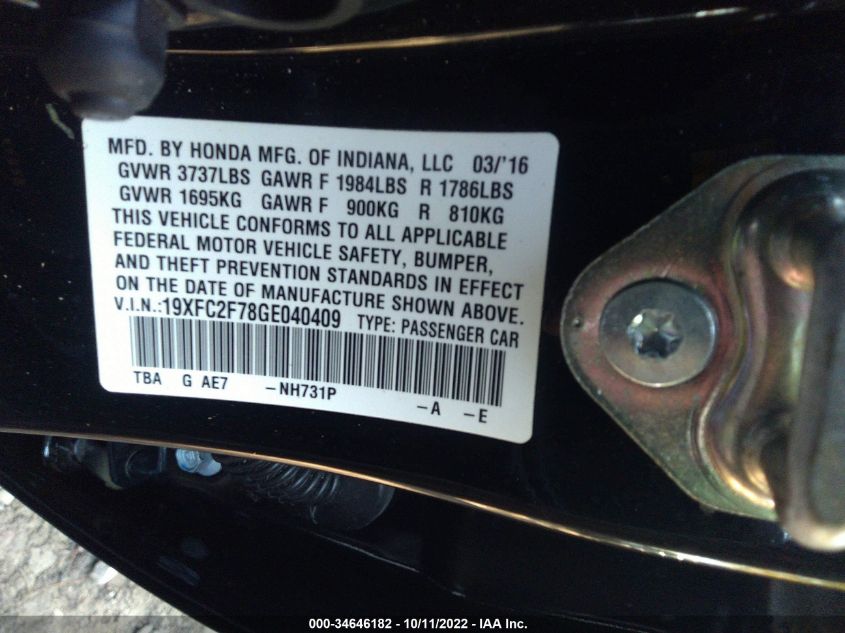 MFD. BY HONDA MFG. OF INDIANA, LLC 03/'16
GVWR 3737LBS GAWR F 1984LBS R 1786LBS
GVWR 1695KG GAWR F 900KG R 810KG
THIS VEHICLE CONFORMS TO ALL APPLICABLE
FEDERAL MOTOR VEHICLE SAFETY, BUMPER,
AND THEFT PREVENTION STANDARDS IN EFFECT
ON THE DATE OF MANUFACTURE SHOWN ABOVE.
V.I.N.:19XFC2F78GE040409 TYPE: PASSENGER CAR
TBA G AE7 -NH731P -A -E
000-34646182 - 10/11/2022 - IAA Inc.